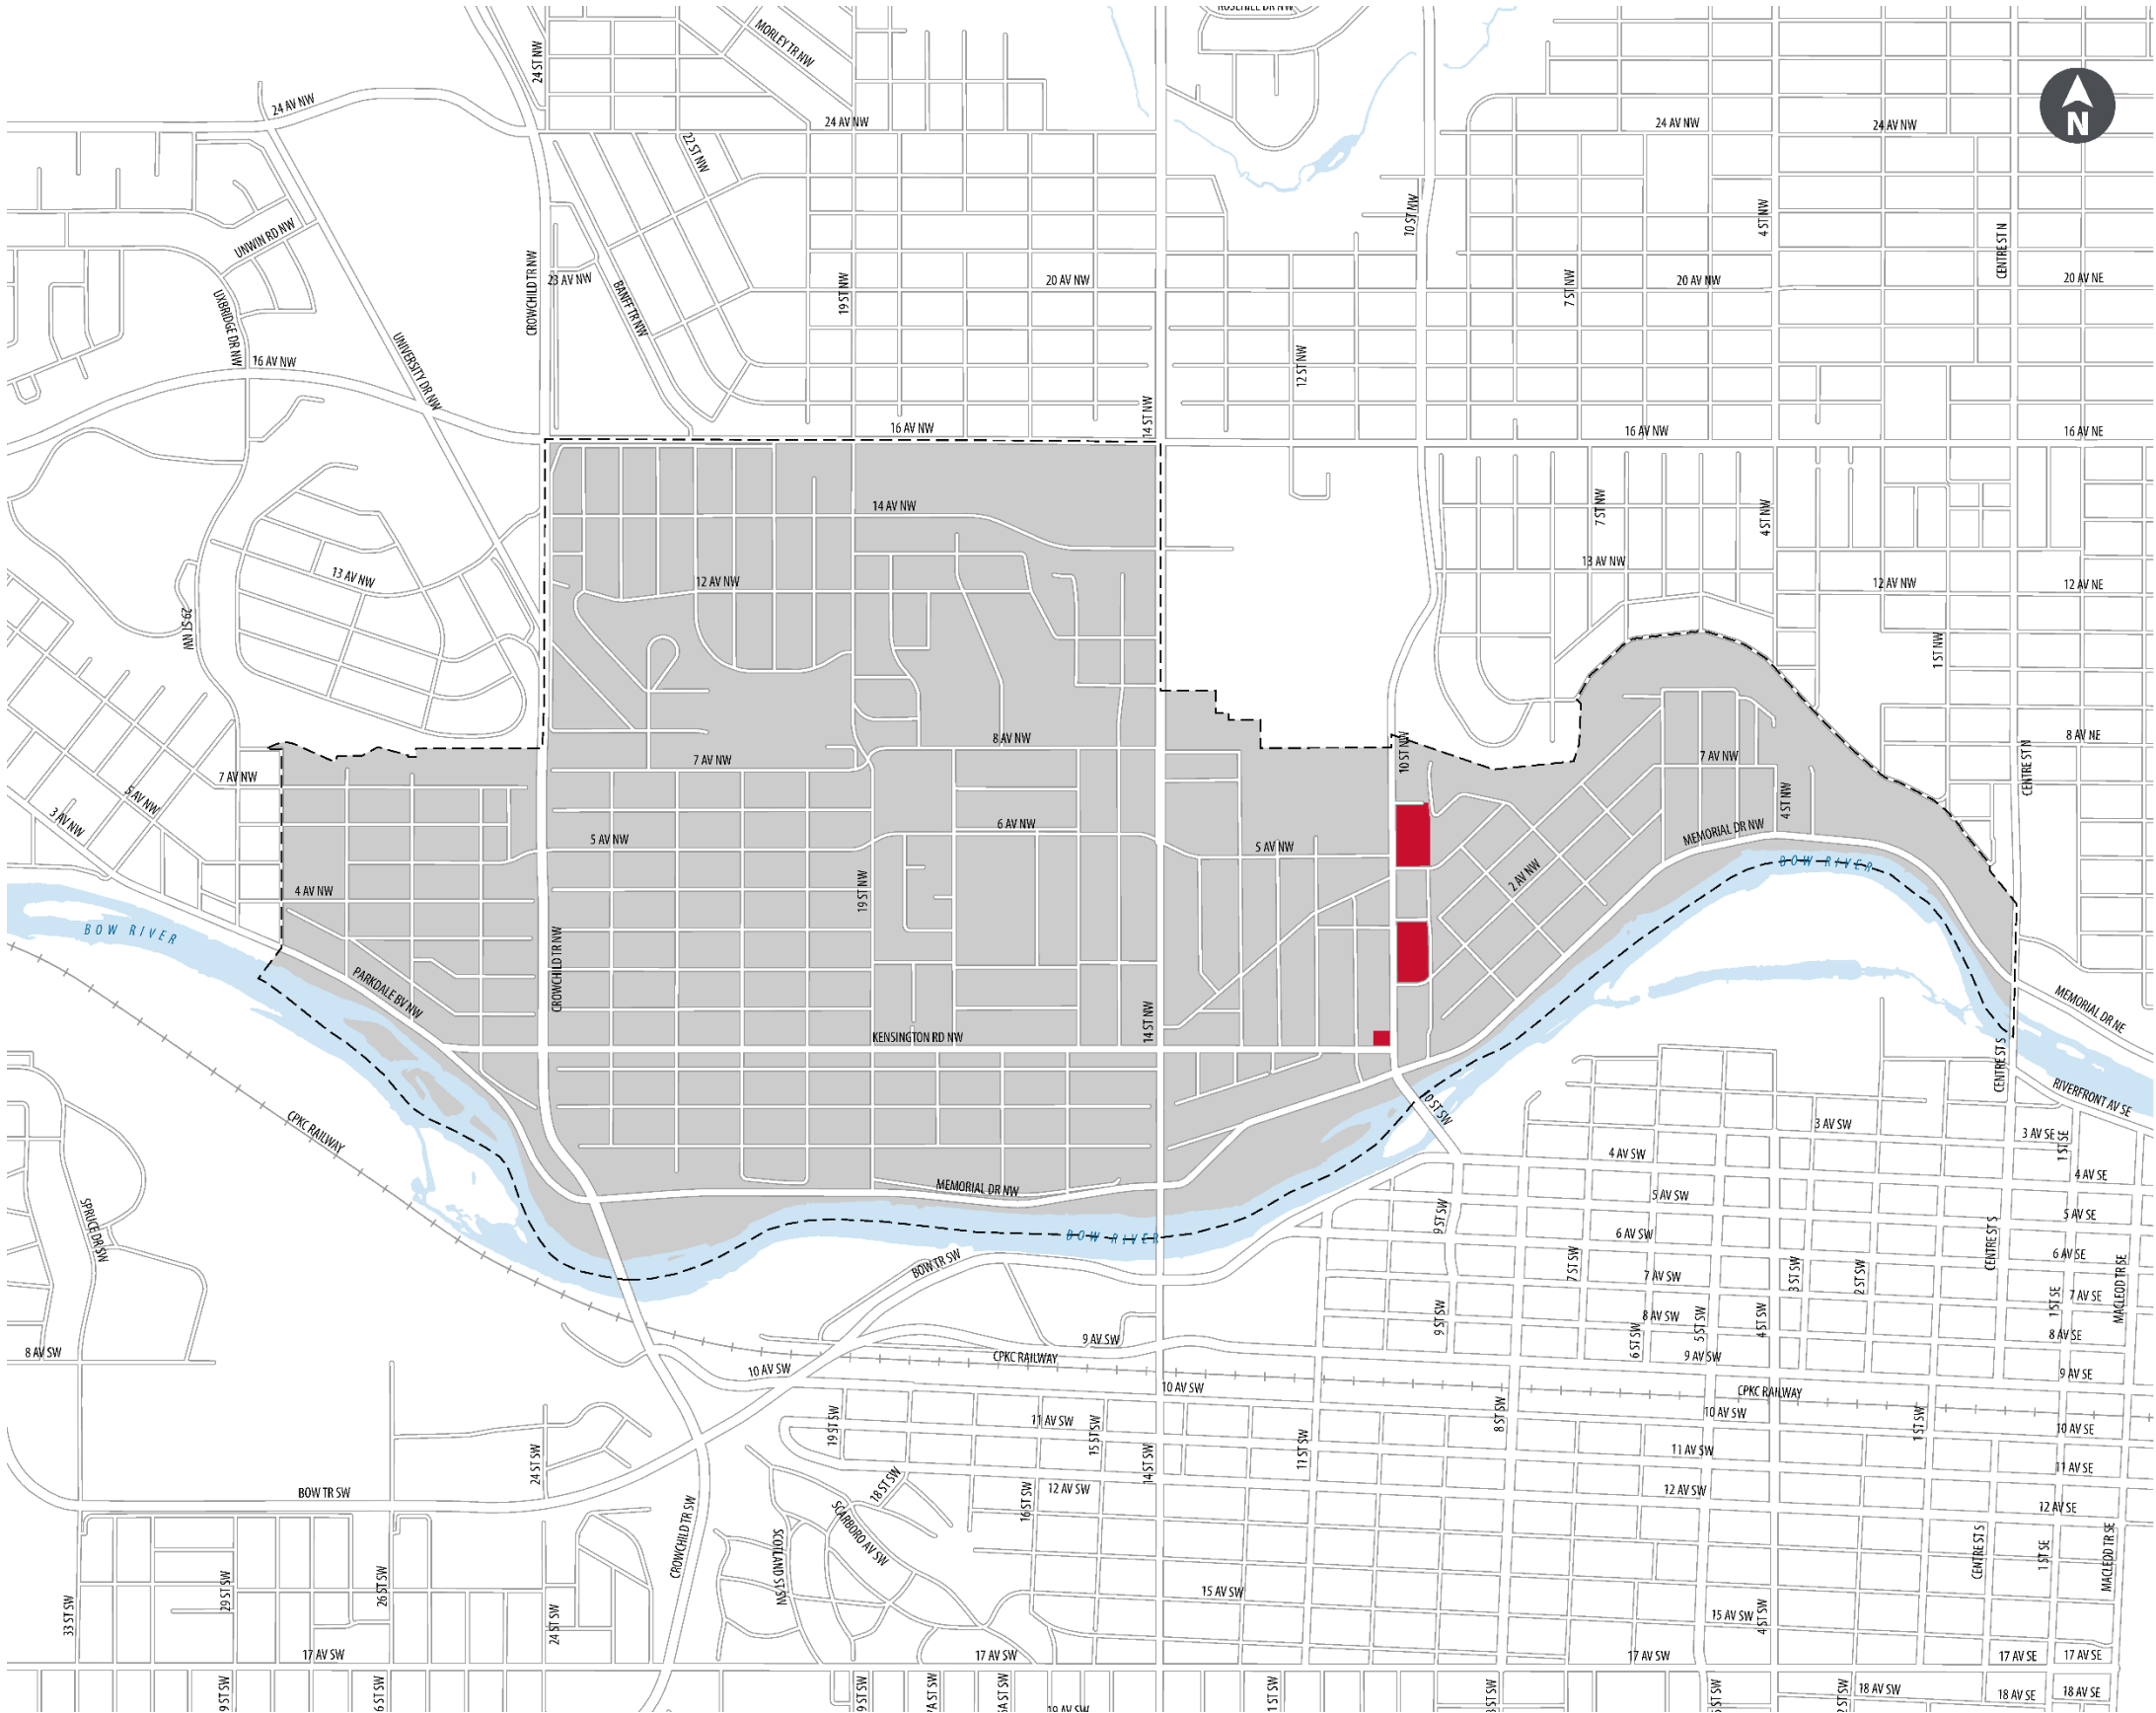 ROSEHILL DR NW
MORLEY TR NW
24 ST NW
24 AV NW
24 AV NW
24 AV NW
24 AV NW
N
22 ST NW
10 ST NW
4 ST NW
CENTRE ST N
UNWIN RD NW
CROWCHILD TR NW
23 AV NW
BANFF TR NW
19 ST NW
20 AV NW
7 ST NW
20 AV NW
20 AV NE
UXBRIDGE DR NW
UNIVERSITY DR NW
16 AV NW
12 ST NW
14 ST NW
16 AV NW
16 AV NW
16 AV NE
14 AV NW
7 ST NW
4 ST NW
13 AV NW
13 AV NW
12 AV NW
12 AV NW
12 AV NE
29 ST NW
1 ST NW
8 AV NW
10 ST NW
8 AV NE
7 AV NW
7 AV NW
7 AV NW
CENTRE ST N
5 AV NW
3 AV NW
4 ST NW
6 AV NW
5 AV NW
5 AV NW
MEMORIAL DR NW
BOW RIVER
4 AV NW
19 ST NW
2 AV NW
BOW RIVER
CROWCHILD TR NW
PARKDALE BV NW
14 ST NW
KENSINGTON RD NW
MEMORIAL DR NE
CENTRE ST S
RIVERFRONT AV SE
10 ST SW
CPKC RAILWAY
3 AV SW
3 AV SE
1 ST SE
4 AV SW
4 AV SE
MEMORIAL DR NW
5 AV SW
5 AV SE
SPRUCE DR SW
9 ST SW
BOW RIVER
6 AV SW
CENTRE ST S
6 AV SE
BOW TR SW
7 ST SW
7 AV SW
3 ST SW
2 ST SW
MACLEOD TR SE
1 ST SE
7 AV SE
9 ST SW
8 AV SW
5 ST SW
4 ST SW
8 AV SE
9 AV SW
6 ST SW
8 AV SW
CPKC RAILWAY
9 AV SW
10 AV SW
9 AV SE
10 AV SW
CPKC RAILWAY
19 ST SW
11 AV SW
15 ST SW
8 ST SW
10 AV SW
1 ST SW
10 AV SE
24 ST SW
14 ST SW
11 ST SW
11 AV SW
11 AV SE
BOW TR SW
18 ST SW
16 ST SW
12 AV SW
12 AV SW
12 AV SE
CROWCHILD TR SW
SCOTLAND ST SW
SCARBORO AV SW
CENTRE ST S
1 ST SE
MACLEOD TR SE
33 ST SW
29 ST SW
26 ST SW
24 ST SW
15 AV SW
15 AV SW
4 ST SW
17 AV SW
17 AV SW
17 AV SW
17 AV SE
17 AV SE
18 AV SW
18 AV SE
18 AV SE